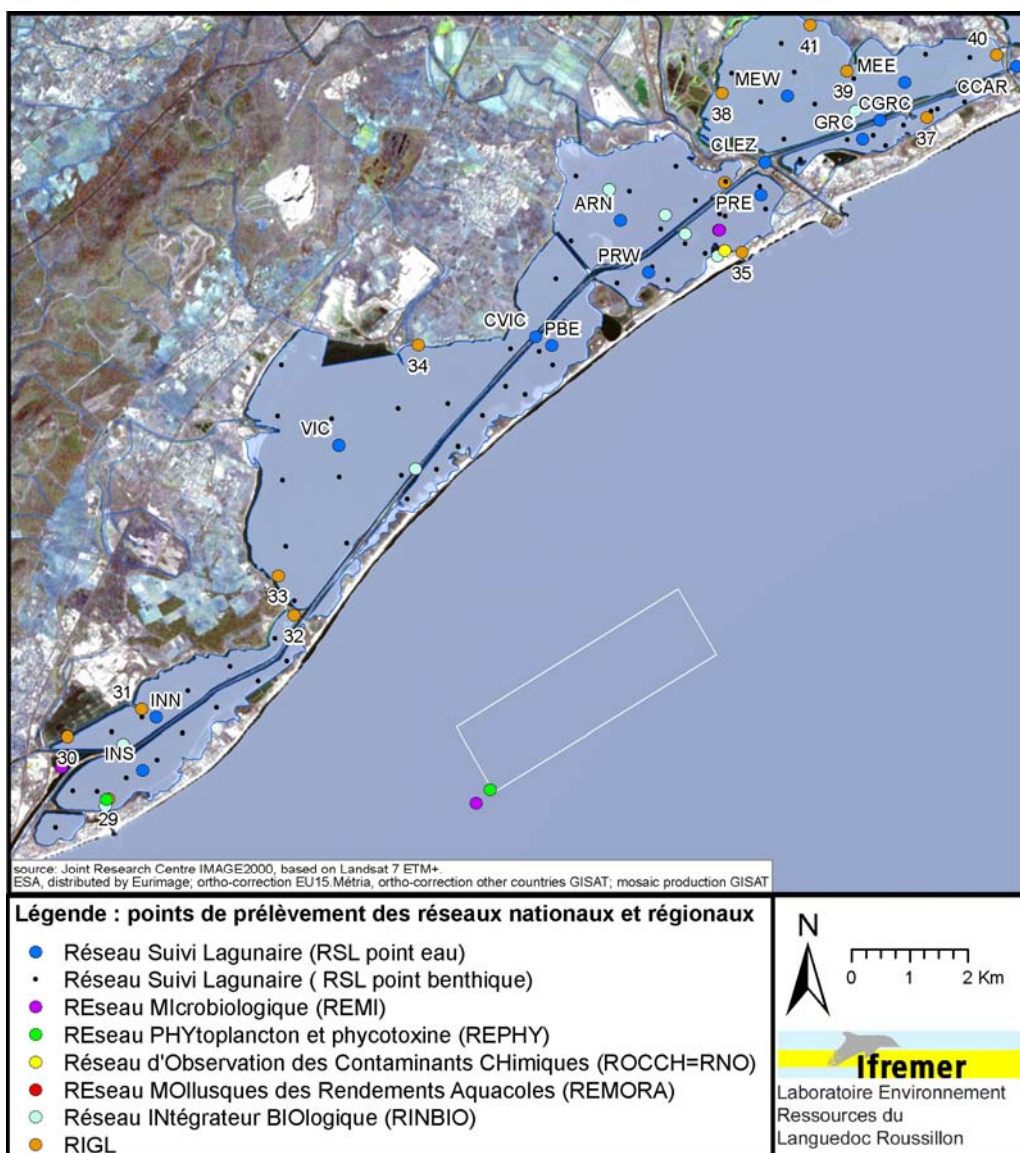 41
40
MEW
MEE
39
CCAR
38
CGRC
GRC
37
CLEZ
ARN
PRE
PRW
35
CVIC
PBE
34
VIC
33
32
31
INN
INS
30
29
source: Joint Research Centre IMAGE2000, based on Landsat 7 ETM+.
ESA, distributed by Eurimage; ortho-correction EU15.Métria, ortho-correction other countries GISAT; mosaic production GISAT
Légende : points de prélèvement des réseaux nationaux et régionaux
Réseau Suivi Lagunaire (RSL point eau)
Réseau Suivi Lagunaire ( RSL point benthique)
REseau MIcrobiologique (REMI)
REseau PHYtoplancton et phycotoxine (REPHY)
Réseau d'Observation des Contaminants CHimiques (ROCCH=RNO)
REseau MOllusques des Rendements Aquacoles (REMORA)
Réseau INtégrateur BIOlogique (RINBIO)
RIGL
N
0 1 2 Km
Ifremer
Laboratoire Environnement
Ressources du
Languedoc Roussillon